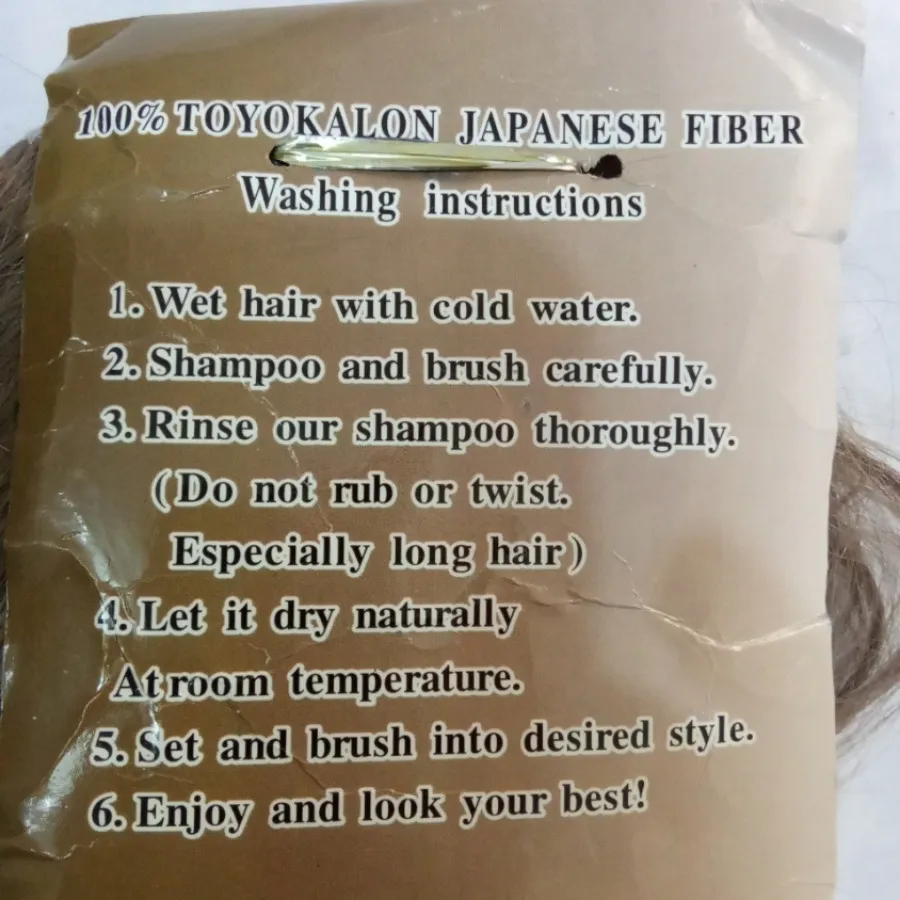 100% TOYOKALON JAPANESE FIBER
Washing instructions
1. Wet hair with cold water.
2. Shampoo and brush carefully.
3. Rinse our shampoo thoroughly.
(Do not rub or twist.
Especially long hair)
4. Let it dry naturally
At room temperature.
5. Set and brush into desired style.
6. Enjoy and look your best!